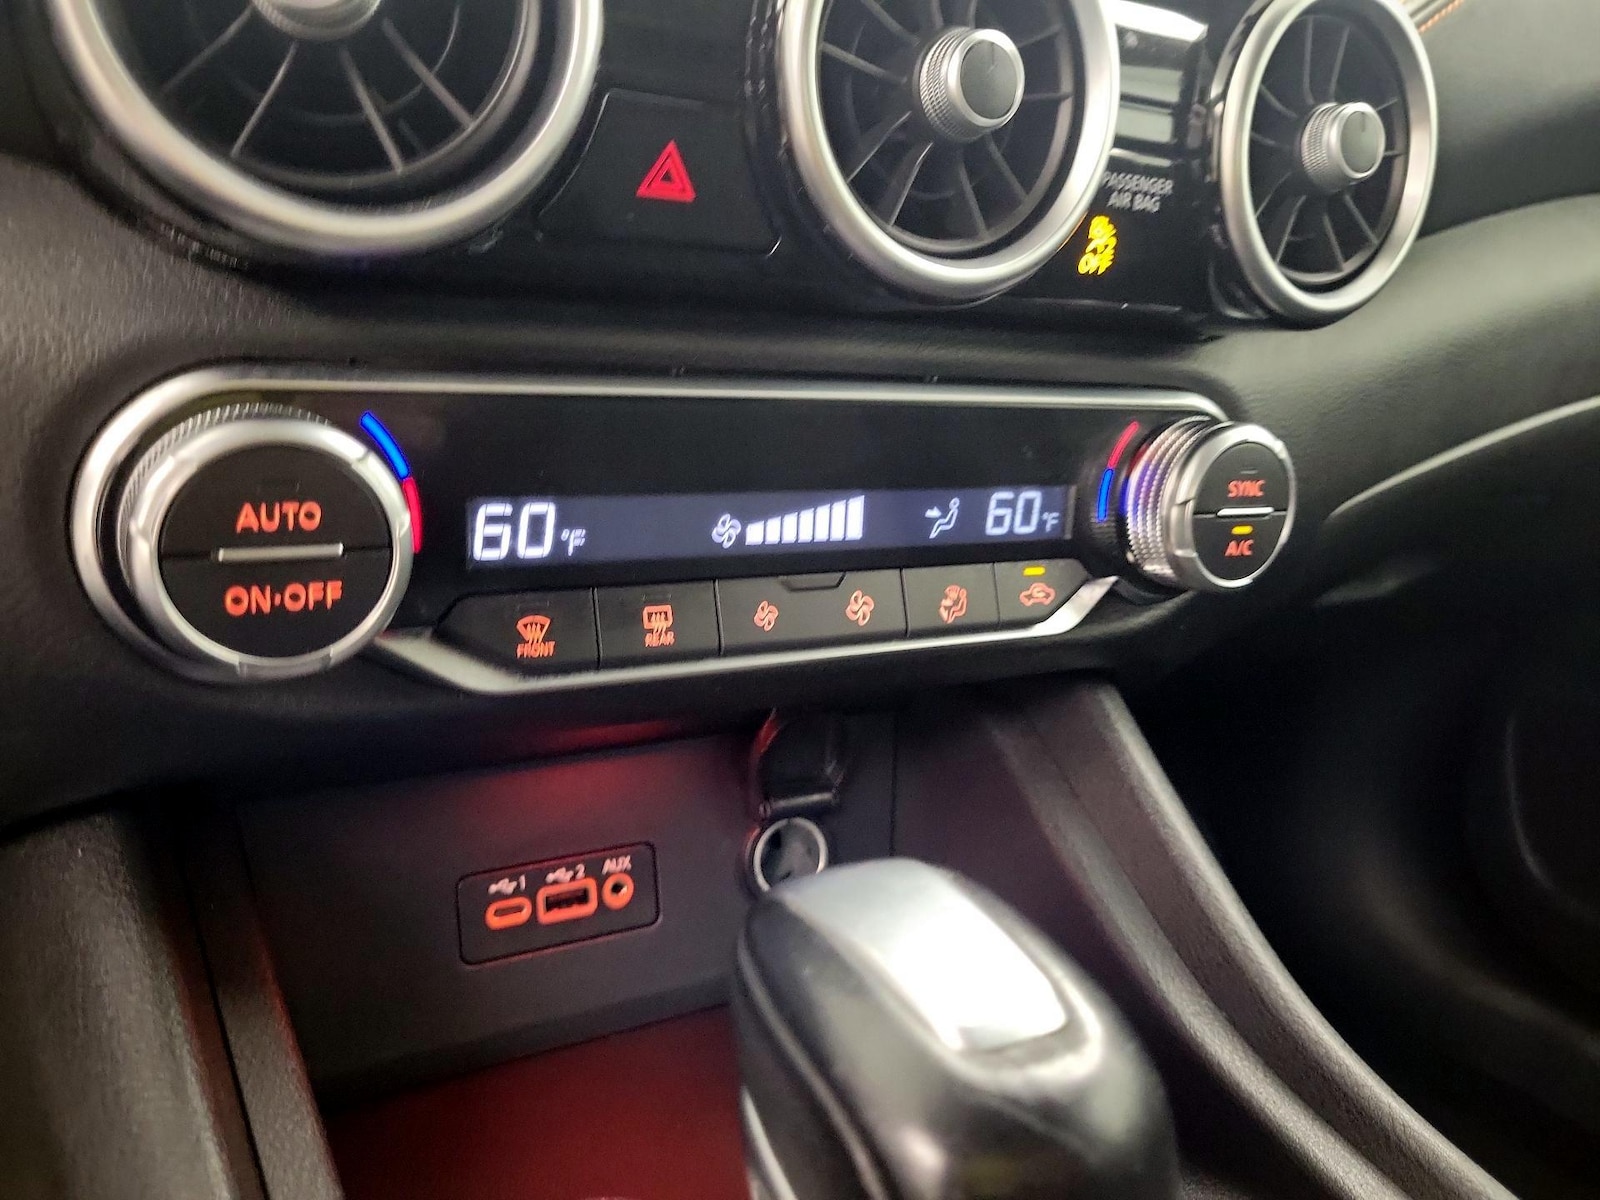 PASSENGER
AIR BAG
OFF
60°F 60°F
AUTO
ON·OFF
SYNC
A/C
FRONT
REAR
1 2 AUX